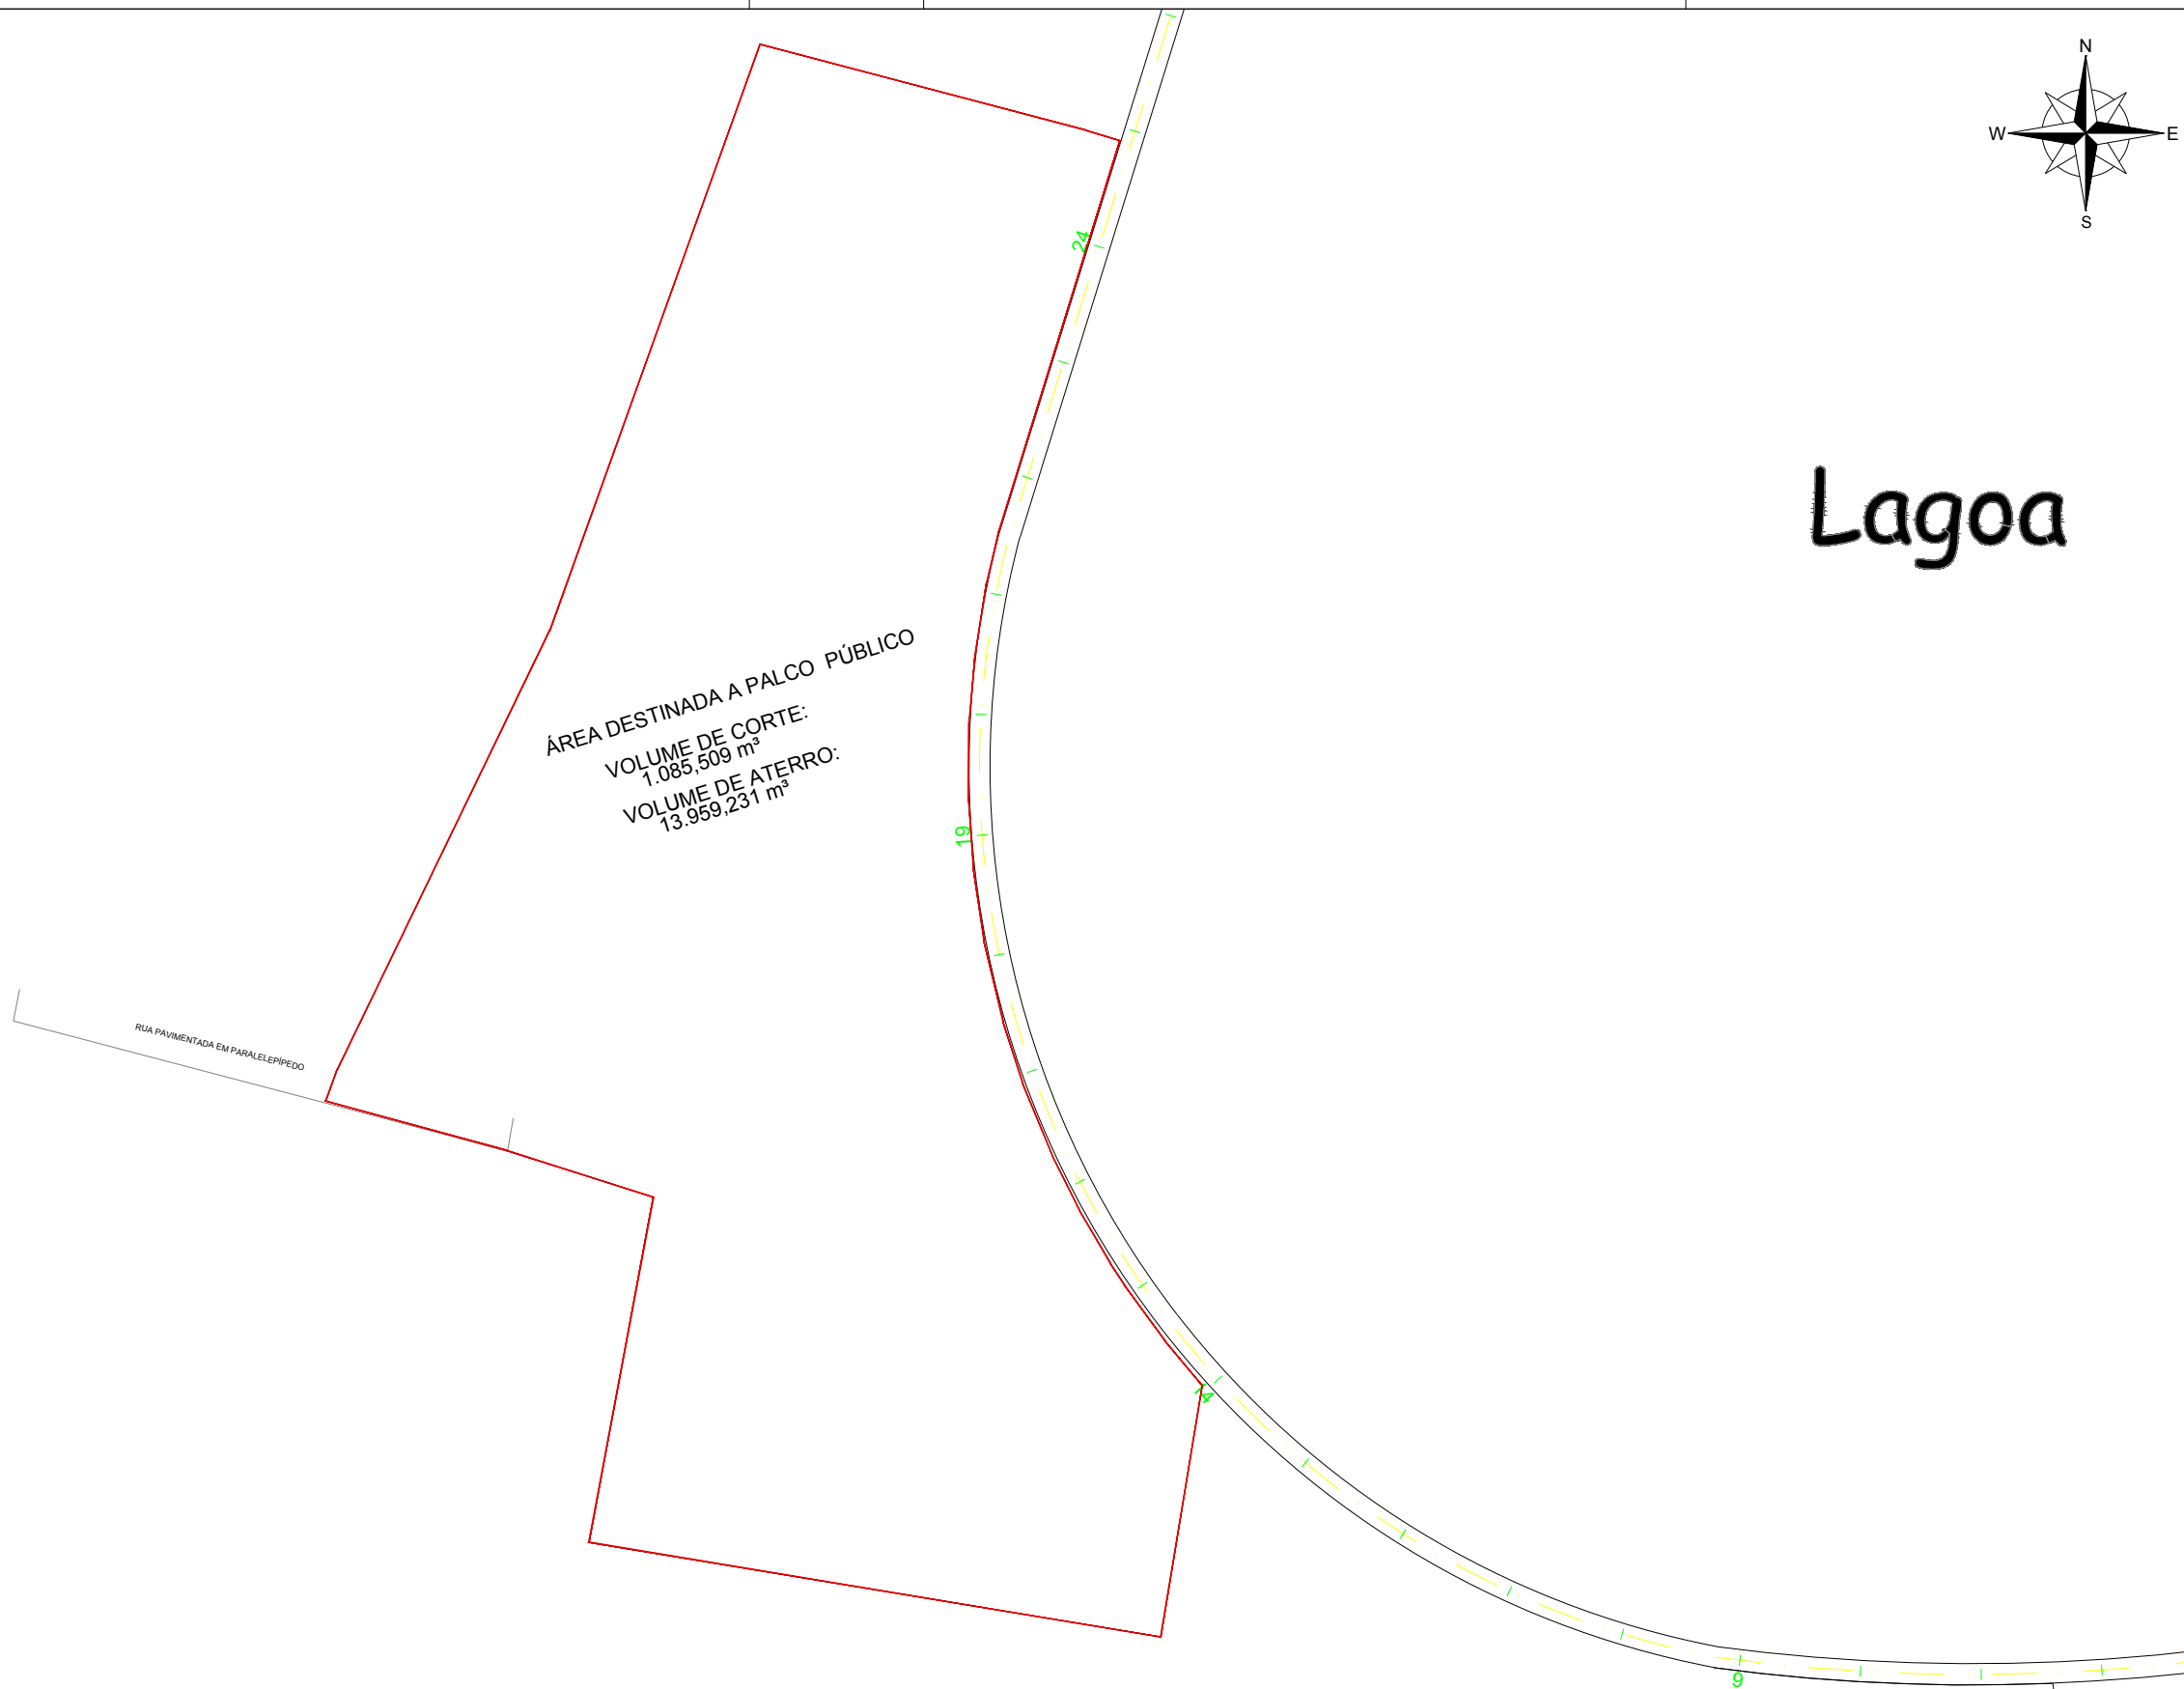 N
W
E
S
24
Lagoa
ÁREA DESTINADA A PALCO PÚBLICO
VOLUME DE CORTE:
1.085,509 m³
VOLUME DE ATERRO:
13.959,231 m³
19
RUA PAVIMENTADA EM PARALELEPÍPEDO
14
9